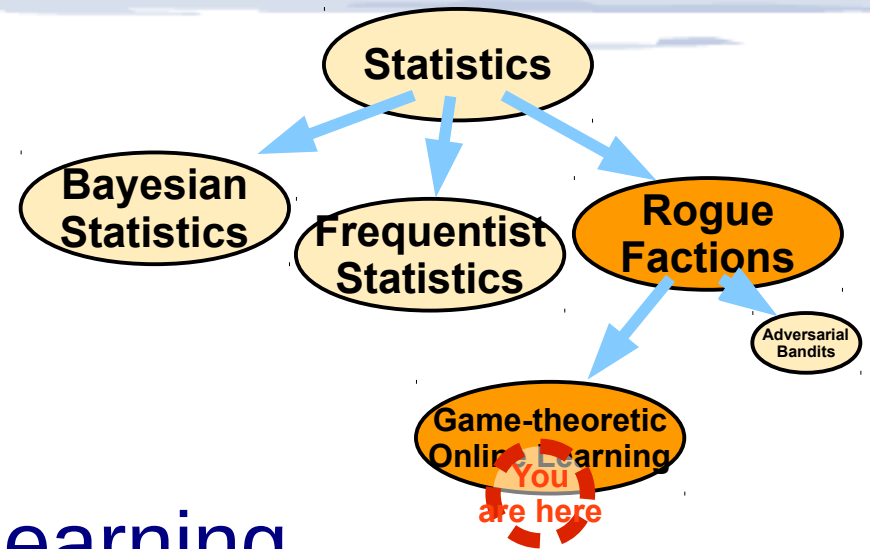 Statistics
Bayesian
Statistics
Frequentist
Statistics
Rogue
Factions
Adversarial
Bandits
Game-theoretic
Online Learning
You
are here
earning